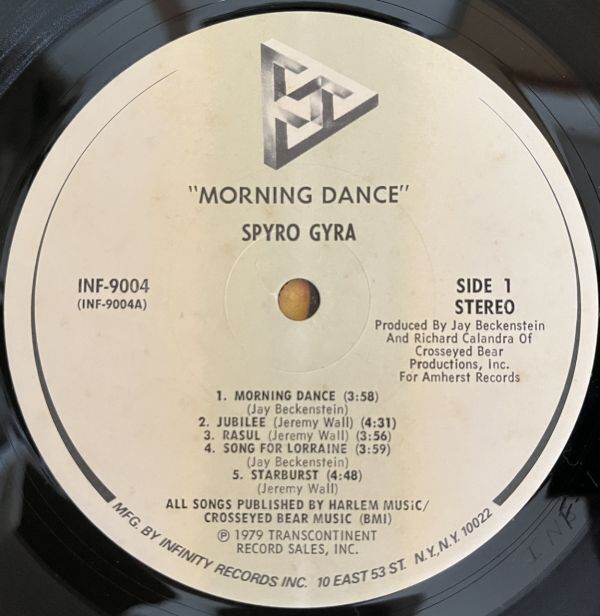 "MORNING DANCE"
SPYRO GYRA
INF-9004
(INF-9004A)
SIDE 1
STEREO
Produced By Jay Beckenstein
And Richard Calandra Of
Crosseyed Bear
Productions, Inc.
For Amherst Records
1. MORNING DANCE (3:58)
(Jay Beckenstein)
2. JUBILEE (Jeremy Wall) (4:31)
3. RASUL (Jeremy Wall) (3:56)
4. SONG FOR LORRAINE (3:59)
(Jay Beckenstein)
5. STARBURST (4:48)
(Jeremy Wall)
ALL SONGS PUBLISHED BY HARLEM MUSIC/
CROSSEYED BEAR MUSIC (BMI)
℗ 1979 TRANSCONTINENT
RECORD SALES, INC.
MFG. BY INFINITY RECORDS INC. 10 EAST 53 ST. N.Y., N.Y. 10022